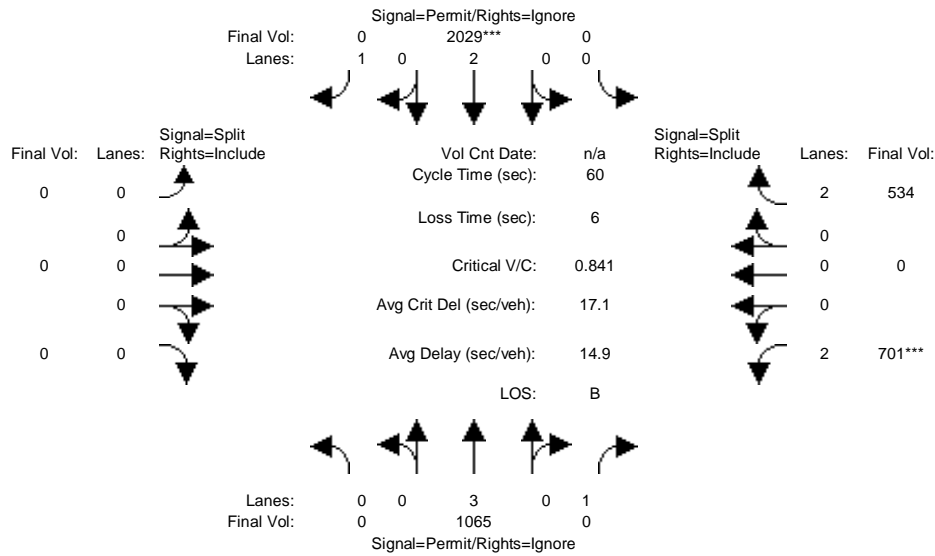 Signal=Permit/Rights=Ignore
Final Vol: 0 2029*** 0
Lanes: 1 0 2 0 0
Signal=Split Signal=Split
Final Vol: Lanes: Rights=Include Vol Cnt Date: n/a Rights=Include Lanes: Final Vol:
Cycle Time (sec): 60
0 0 2 534
Loss Time (sec): 6
0 0
0 0 Critical V/C: 0.841 0 0
0 Avg Crit Del (sec/veh): 17.1 0
0 0 Avg Delay (sec/veh): 14.9 2 701***
LOS: B
Lanes: 0 0 3 0 1
Final Vol: 0 1065 0
Signal=Permit/Rights=Ignore